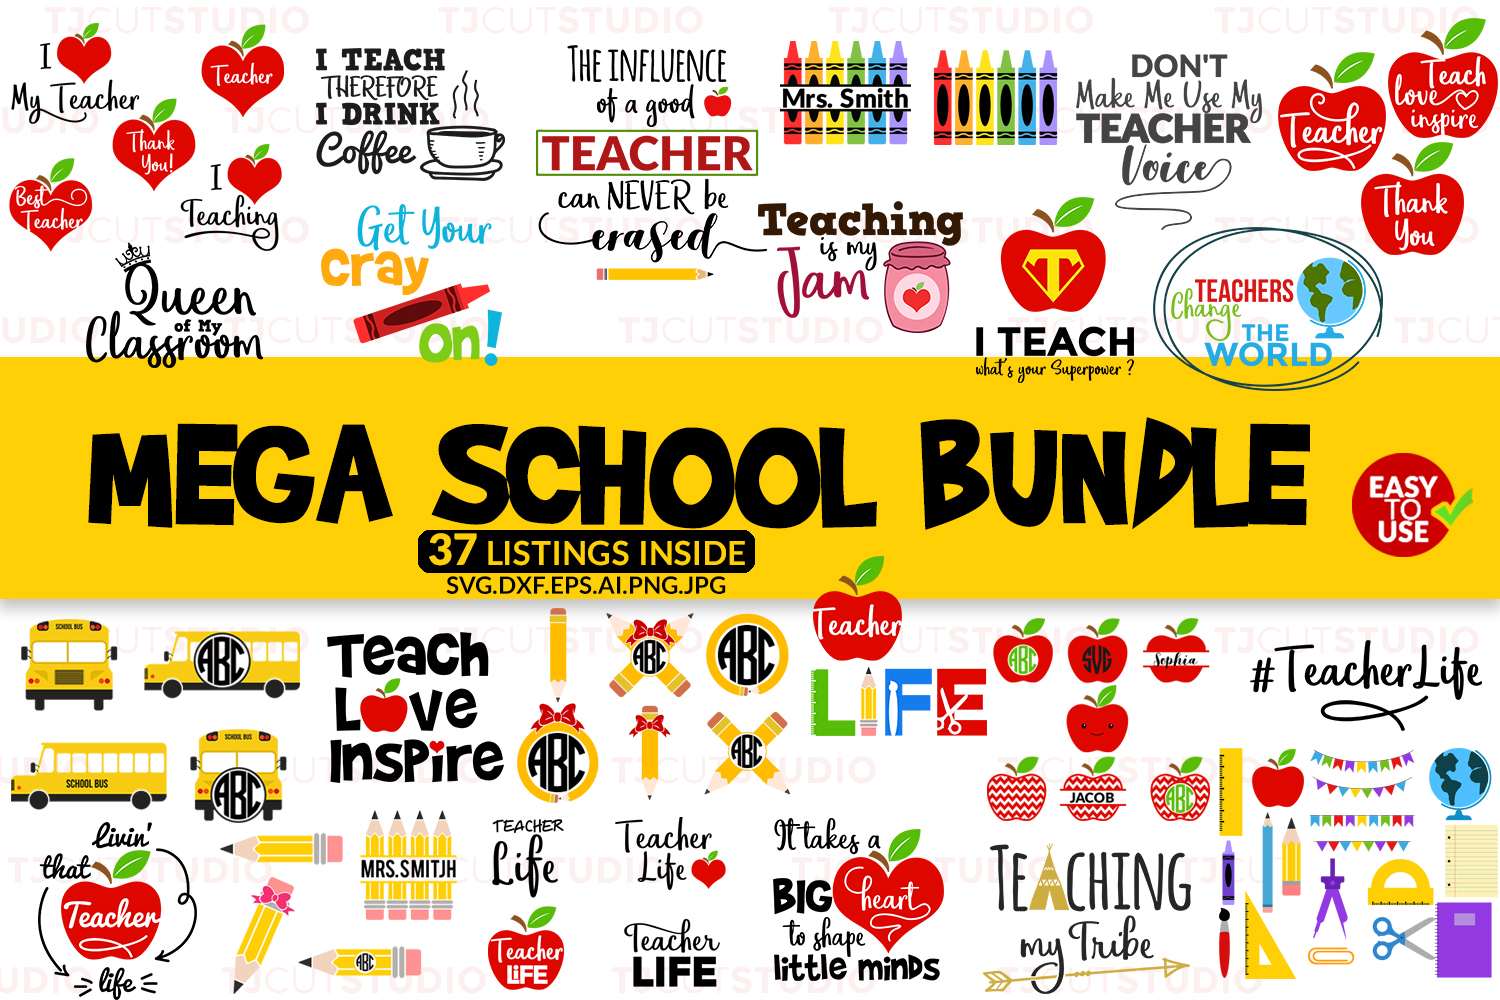 TJCUTSTUDIO
I
My Teacher
Teacher
Thank
You!
Best
Teacher
I
Teaching
Queen
of My
Classroom
I TEACH
THEREFORE
I DRINK
Coffee
Get Your
cray
on!
THE INFLUENCE
of a good
TEACHER
can NEVER be
erased
Mrs. Smith
Teaching
is my
Jam
DON'T
Make Me Use My
TEACHER
Voice
T
I TEACH
what's your Superpower ?
Teacher
Teach
love
inspire
Thank
You
TEACHERS
Change
THE
WORLD
MEGA SCHOOL BUNDLE
37 LISTINGS INSIDE
SVG.DXF.EPS.AI.PNG.JPG
EASY
TO
USE
SCHOOL BUS
ABC
SCHOOL BUS
SCHOOL BUS
ABC
Teach
Love
Inspire
ABC
ABC
ABC
ABC
Teacher
LIFE
ABC
SVG
Sophia
JACOB
ABC
#TeacherLife
livin'
that
Teacher
life
MRS.SMITJH
ABC
TEACHER
Life
Teacher
Life
Teacher
LIFE
Teacher
LIFE
It takes a
BIG
heart
to shape
little minds
TEACHING
my Tribe